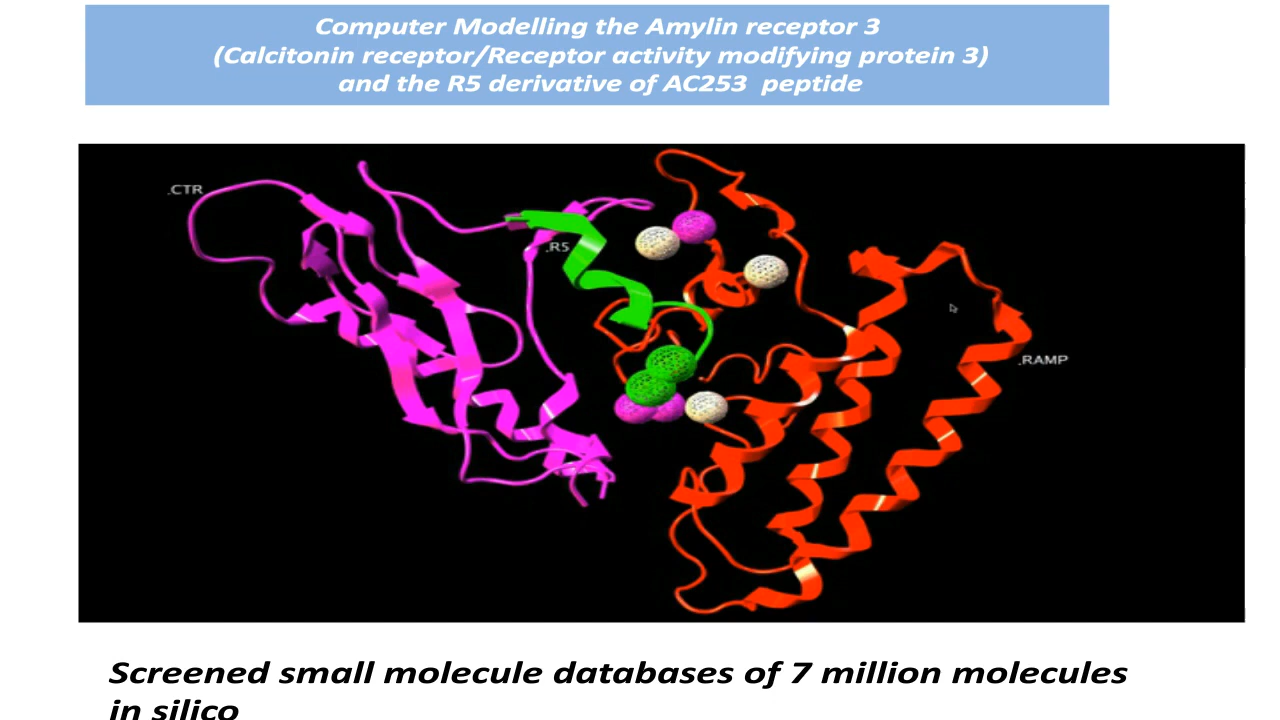 Computer Modelling the Amylin receptor 3
(Calcitonin receptor/Receptor activity modifying protein 3)
and the R5 derivative of AC253 peptide
.CTR
.R5
.RAMP
Screened small molecule databases of 7 million molecules
in silico